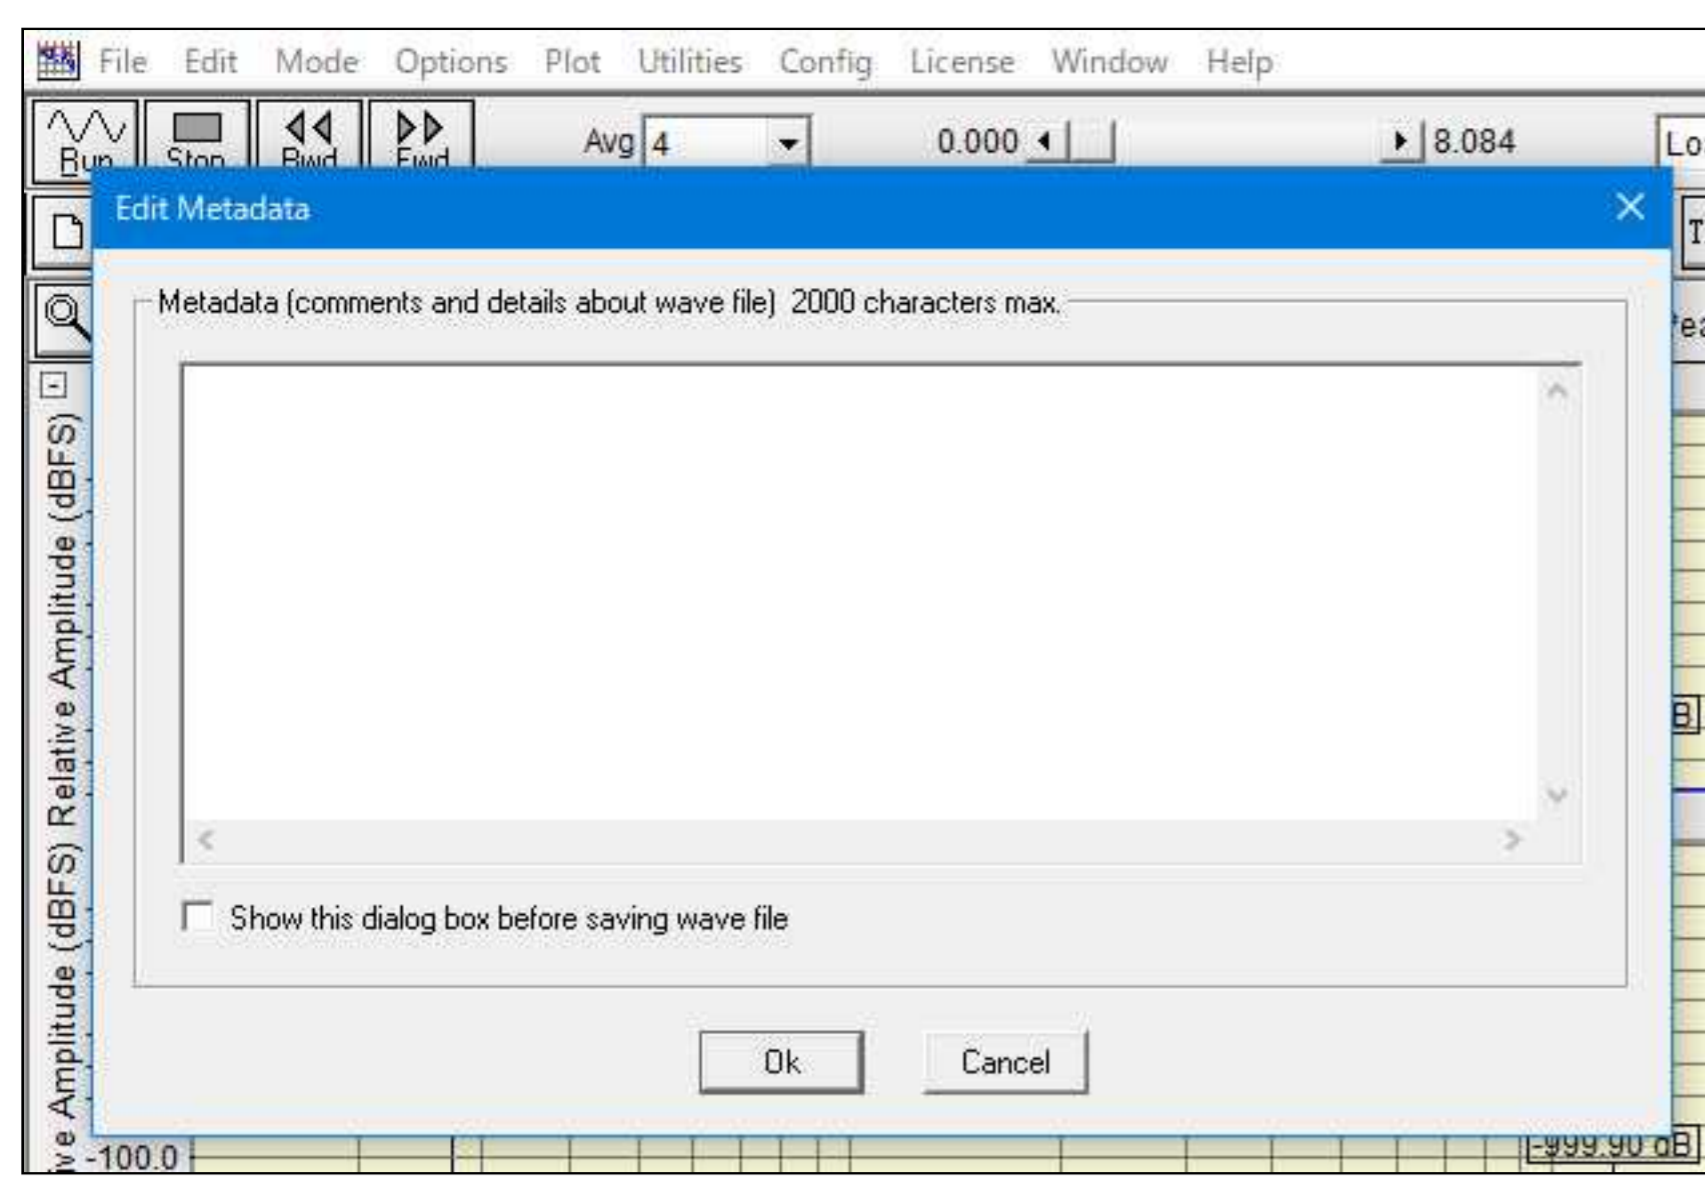 File Edit Mode Options Plot Utilities Config License Window Help
Run Stop Rwd Fwd Avg 4 0.000 8.084 Lo
Edit Metadata
T
Metadata (comments and details about wave file) 2000 characters max.
Relative Amplitude (dBFS)
ive Amplitude (dBFS)
B
Show this dialog box before saving wave file
Ok Cancel
-100.0
-999.90 dB